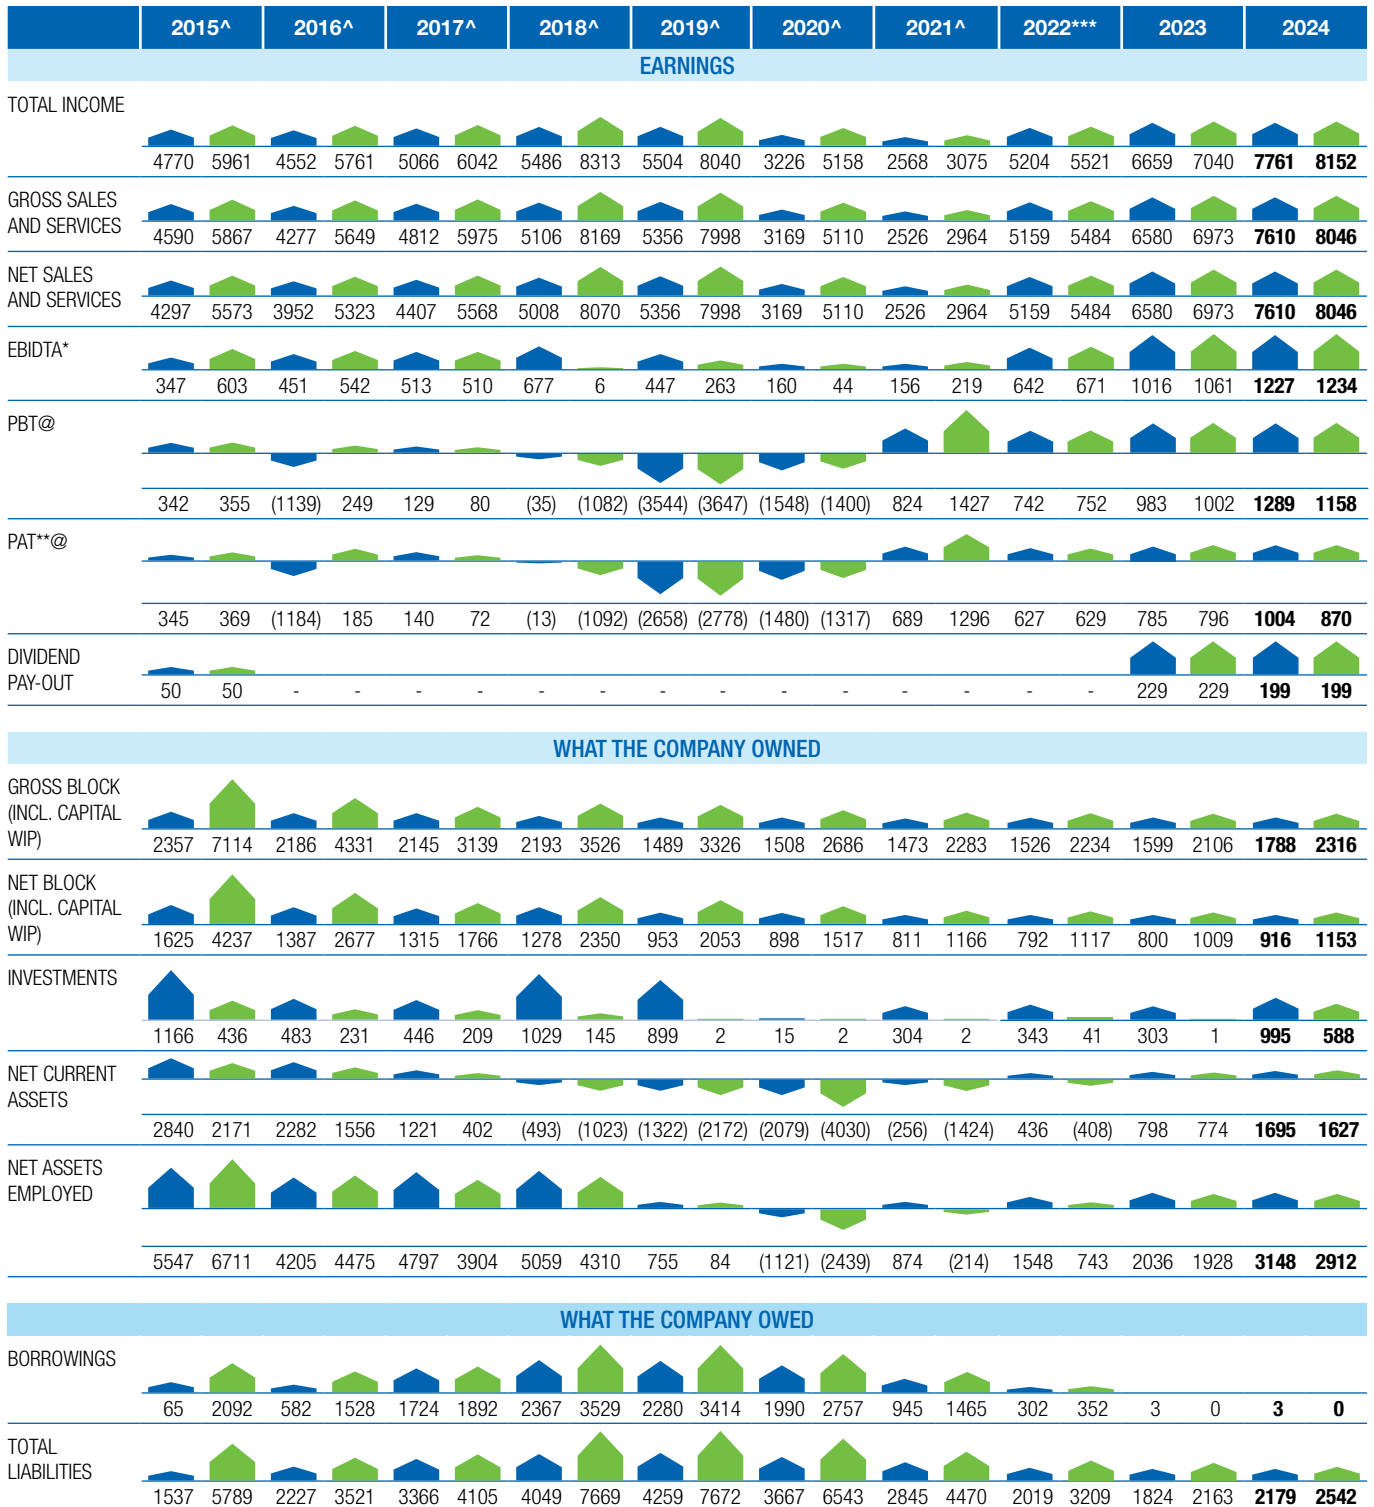 2015^ 2016^ 2017^ 2018^ 2019^ 2020^ 2021^ 2022*** 2023 2024
EARNINGS
TOTAL INCOME
4770 5961 4552 5761 5066 6042 5486 8313 5504 8040 3226 5158 2568 3075 5204 5521 6659 7040 7761 8152
GROSS SALES
AND SERVICES
4590 5867 4277 5649 4812 5975 5106 8169 5356 7998 3169 5110 2526 2964 5159 5484 6580 6973 7610 8046
NET SALES
AND SERVICES
4297 5573 3952 5323 4407 5568 5008 8070 5356 7998 3169 5110 2526 2964 5159 5484 6580 6973 7610 8046
EBIDTA*
347 603 451 542 513 510 677 6 447 263 160 44 156 219 642 671 1016 1061 1227 1234
PBT@
342 355 (1139) 249 129 80 (35) (1082) (3544) (3647) (1548) (1400) 824 1427 742 752 983 1002 1289 1158
PAT**@
345 369 (1184) 185 140 72 (13) (1092) (2658) (2778) (1480) (1317) 689 1296 627 629 785 796 1004 870
DIVIDEND
PAY-OUT
50 50 - - - - - - - - - - - - - - 229 229 199 199
WHAT THE COMPANY OWNED
GROSS BLOCK
(INCL. CAPITAL
WIP)
2357 7114 2186 4331 2145 3139 2193 3526 1489 3326 1508 2686 1473 2283 1526 2234 1599 2106 1788 2316
NET BLOCK
(INCL. CAPITAL
WIP)
1625 4237 1387 2677 1315 1766 1278 2350 953 2053 898 1517 811 1166 792 1117 800 1009 916 1153
INVESTMENTS
1166 436 483 231 446 209 1029 145 899 2 15 2 304 2 343 41 303 1 995 588
NET CURRENT
ASSETS
2840 2171 2282 1556 1221 402 (493) (1023) (1322) (2172) (2079) (4030) (256) (1424) 436 (408) 798 774 1695 1627
NET ASSETS
EMPLOYED
5547 6711 4205 4475 4797 3904 5059 4310 755 84 (1121) (2439) 874 (214) 1548 743 2036 1928 3148 2912
WHAT THE COMPANY OWED
BORROWINGS
65 2092 582 1528 1724 1892 2367 3529 2280 3414 1990 2757 945 1465 302 352 3 0 3 0
TOTAL
LIABILITIES
1537 5789 2227 3521 3366 4105 4049 7669 4259 7672 3667 6543 2845 4470 2019 3209 1824 2163 2179 2542